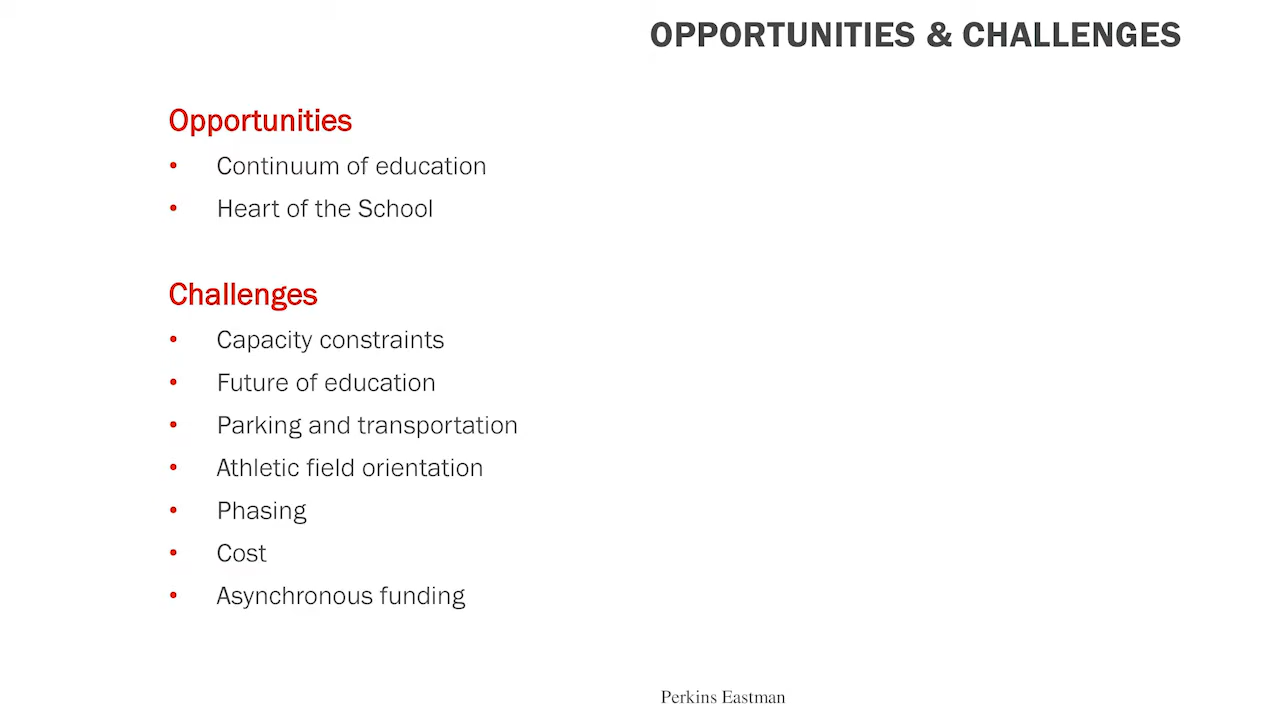 OPPORTUNITIES & CHALLENGES
Opportunities
• Continuum of education
• Heart of the School
Challenges
• Capacity constraints
• Future of education
• Parking and transportation
• Athletic field orientation
• Phasing
• Cost
• Asynchronous funding
Perkins Eastman